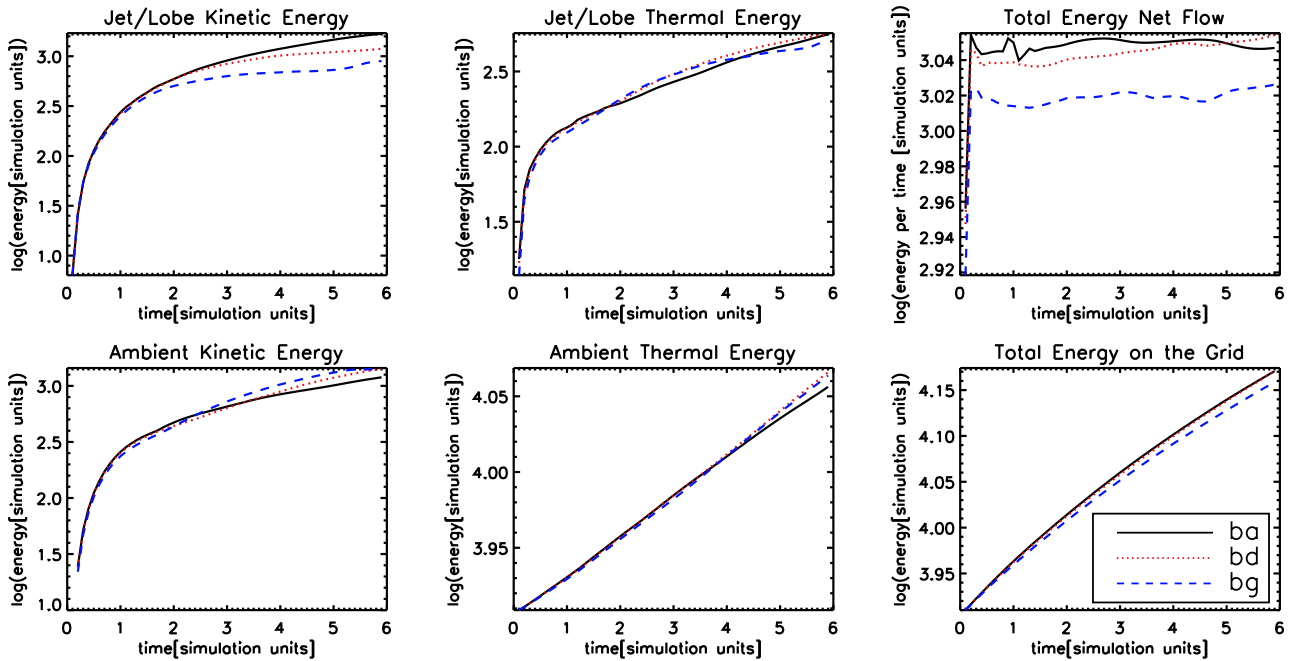 Jet/Lobe Kinetic Energy
log(energy[simulation units])
3.0
2.5
2.0
1.5
1.0
0 1 2 3 4 5 6
time[simulation units]
Jet/Lobe Thermal Energy
log(energy[simulation units])
2.5
2.0
1.5
0 1 2 3 4 5 6
time[simulation units]
Total Energy Net Flow
log(energy per time [simulation units])
3.04
3.02
3.00
2.98
2.96
2.94
2.92
0 1 2 3 4 5 6
time[simulation units]
Ambient Kinetic Energy
log(energy[simulation units])
3.0
2.5
2.0
1.5
1.0
0 1 2 3 4 5 6
time[simulation units]
Ambient Thermal Energy
log(energy[simulation units])
4.05
4.00
3.95
0 1 2 3 4 5 6
time[simulation units]
Total Energy on the Grid
log(energy[simulation units])
4.15
4.10
4.05
4.00
3.95
0 1 2 3 4 5 6
time[simulation units]
ba
bd
bg